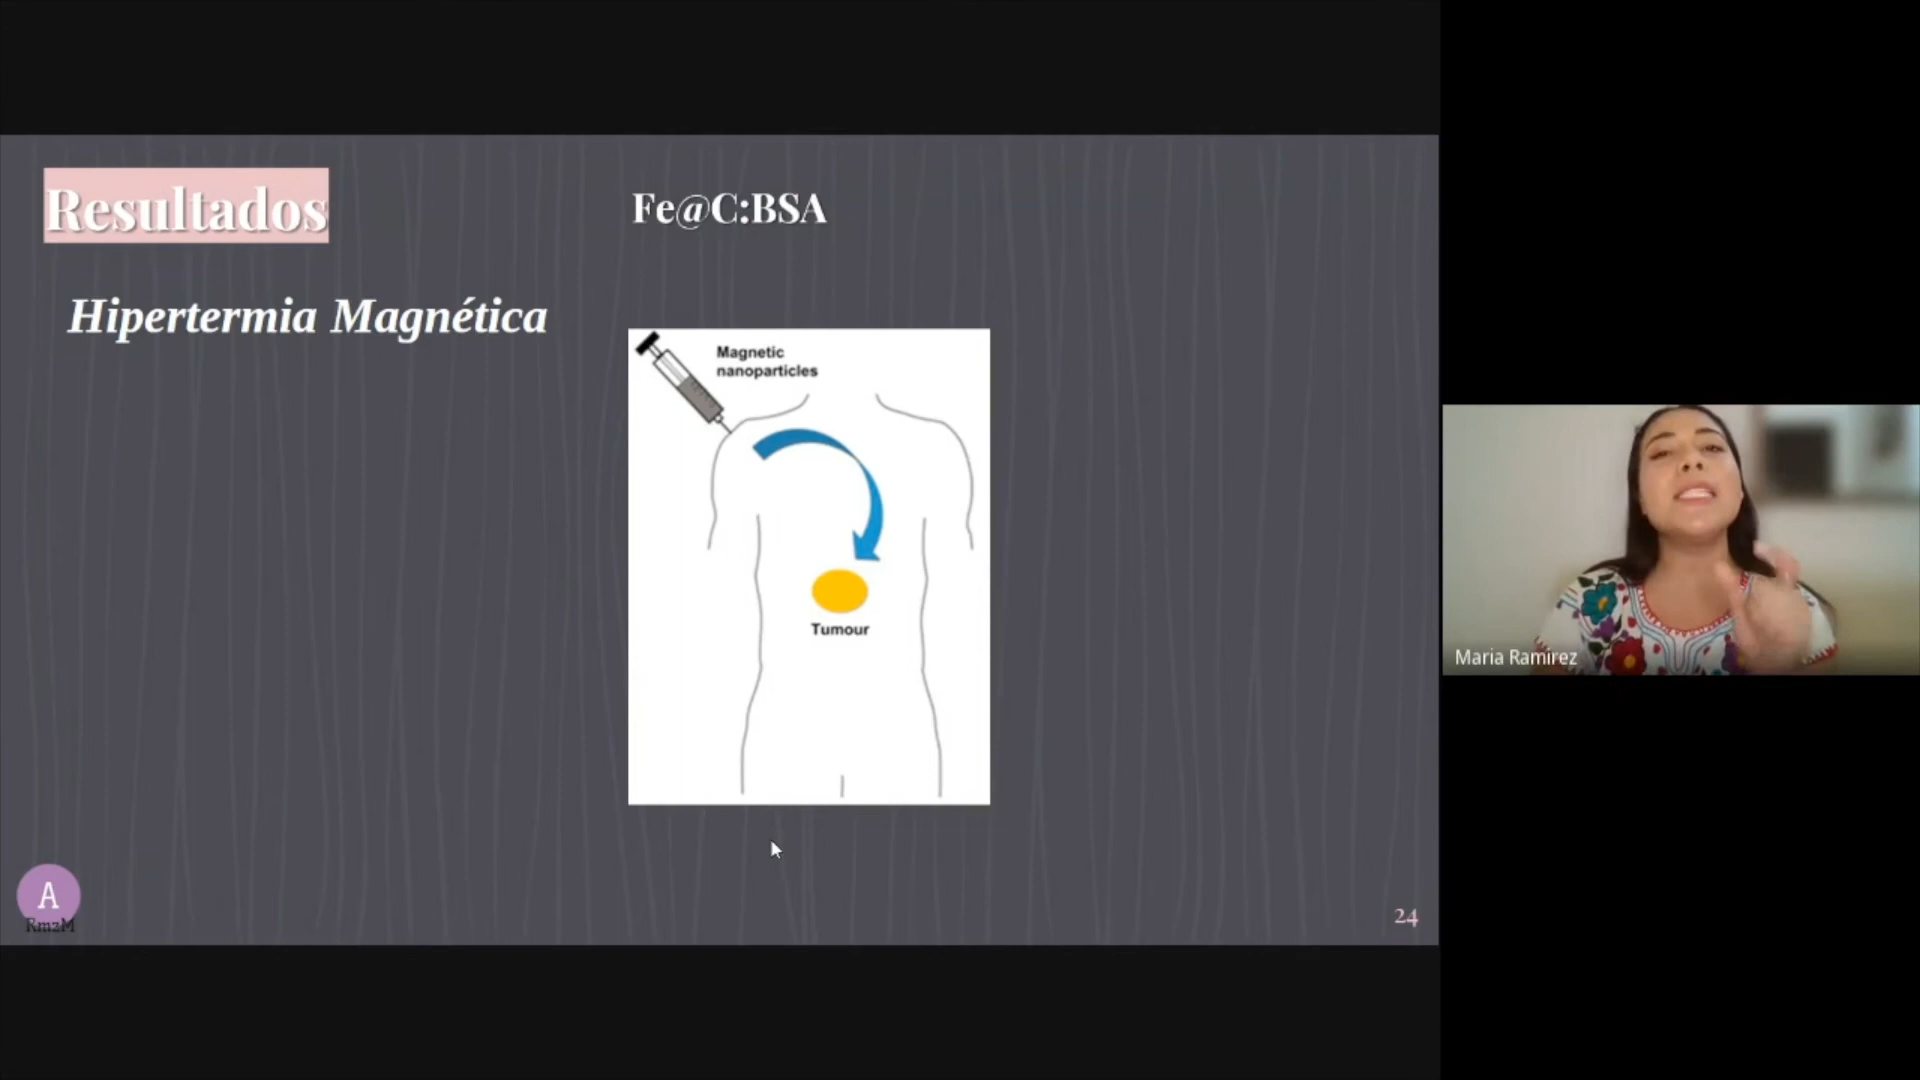 Resultados
Fe@C:BSA
Hipertermia Magnética
Magnetic
nanoparticles
Tumour
Maria Ramirez
A
RmzM
24